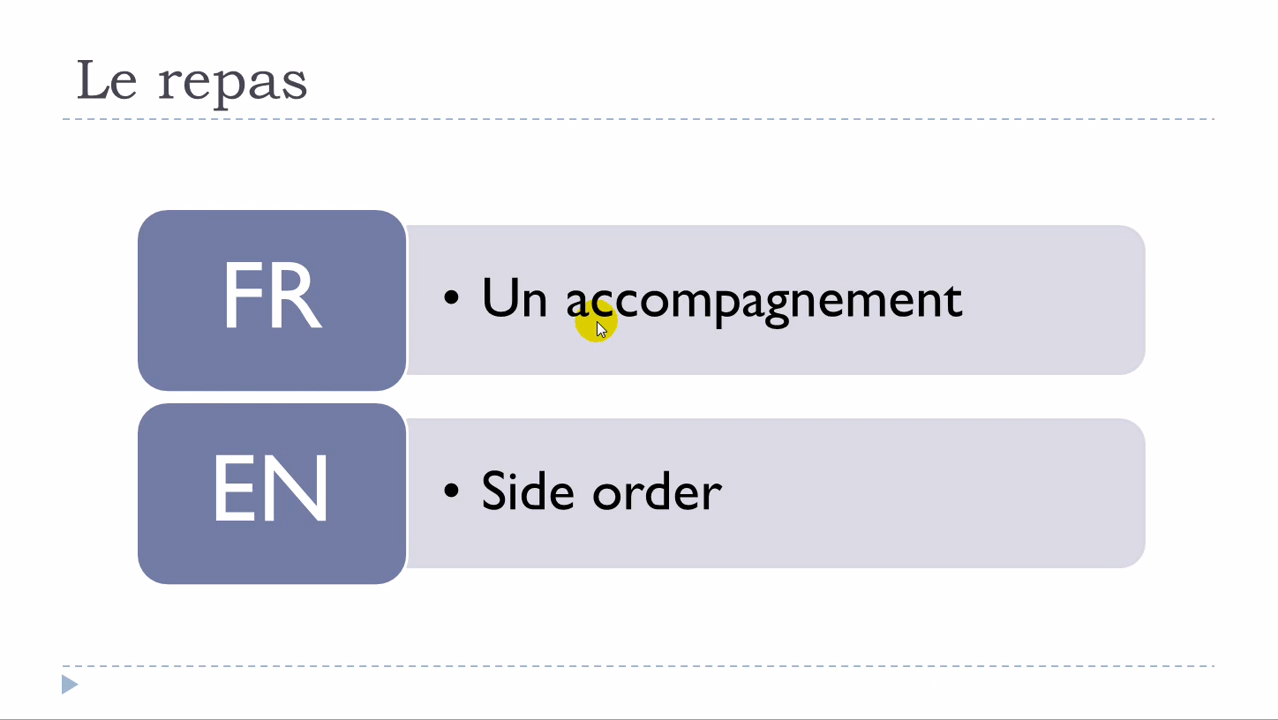 Le repas
FR
• Un accompagnement
EN
• Side order